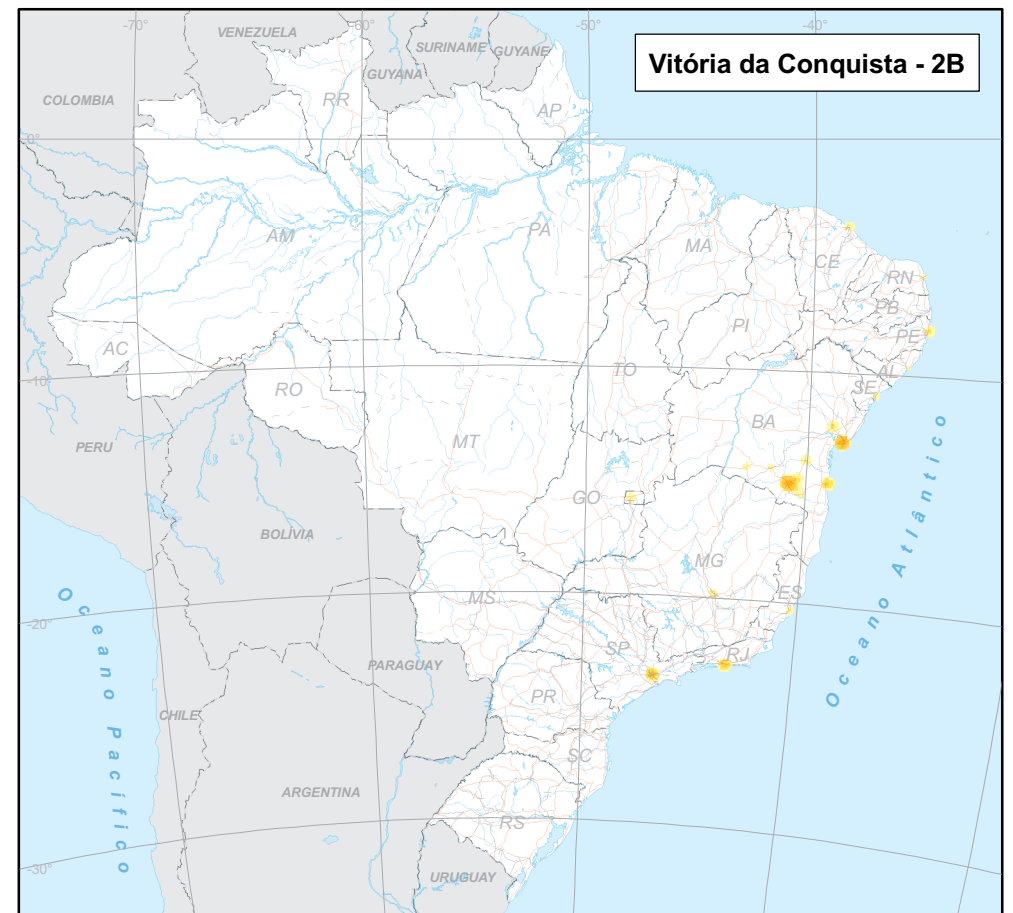 -70°
-60°
-50°
-40°
VENEZUELA
SURINAME
GUYANE
GUYANA
Vitória da Conquista - 2B
COLOMBIA
RR
AP
0°
AM
PA
MA
CE
RN
PB
PI
PE
AC
AL
TO
SE
-10°
RO
BA
PERU
MT
GO
BOLÍVIA
MG
MS
ES
Oceano Atlântico
-20°
SP
RJ
PARAGUAY
PR
CHILE
Oceano Pacífico
SC
ARGENTINA
RS
-30°
URUGUAY